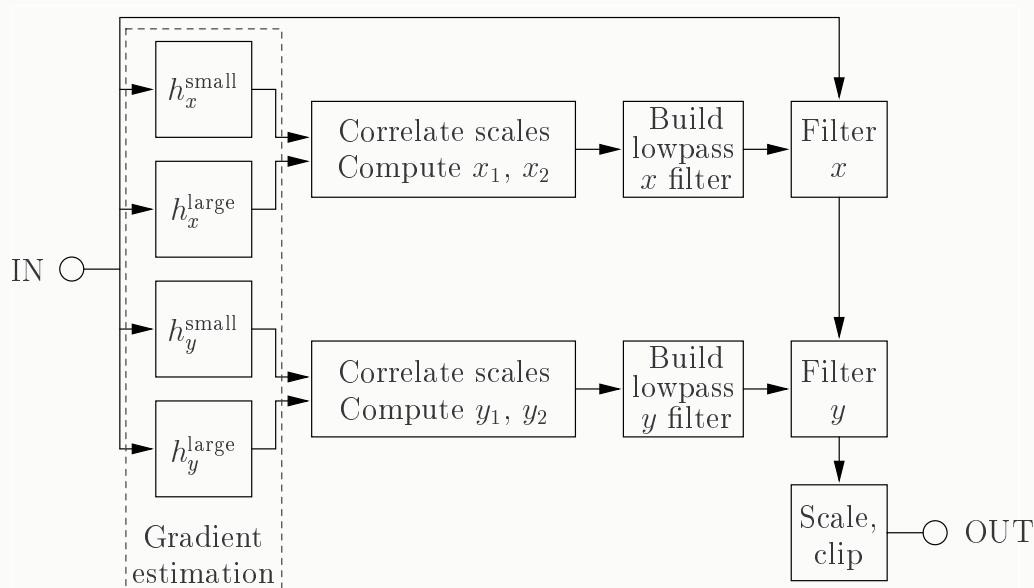 IN
h_x^small
h_x^large
h_y^small
h_y^large
Gradient
estimation
Correlate scales
Compute x_1, x_2
Build
lowpass
x filter
Filter
x
Correlate scales
Compute y_1, y_2
Build
lowpass
y filter
Filter
y
Scale,
clip
OUT